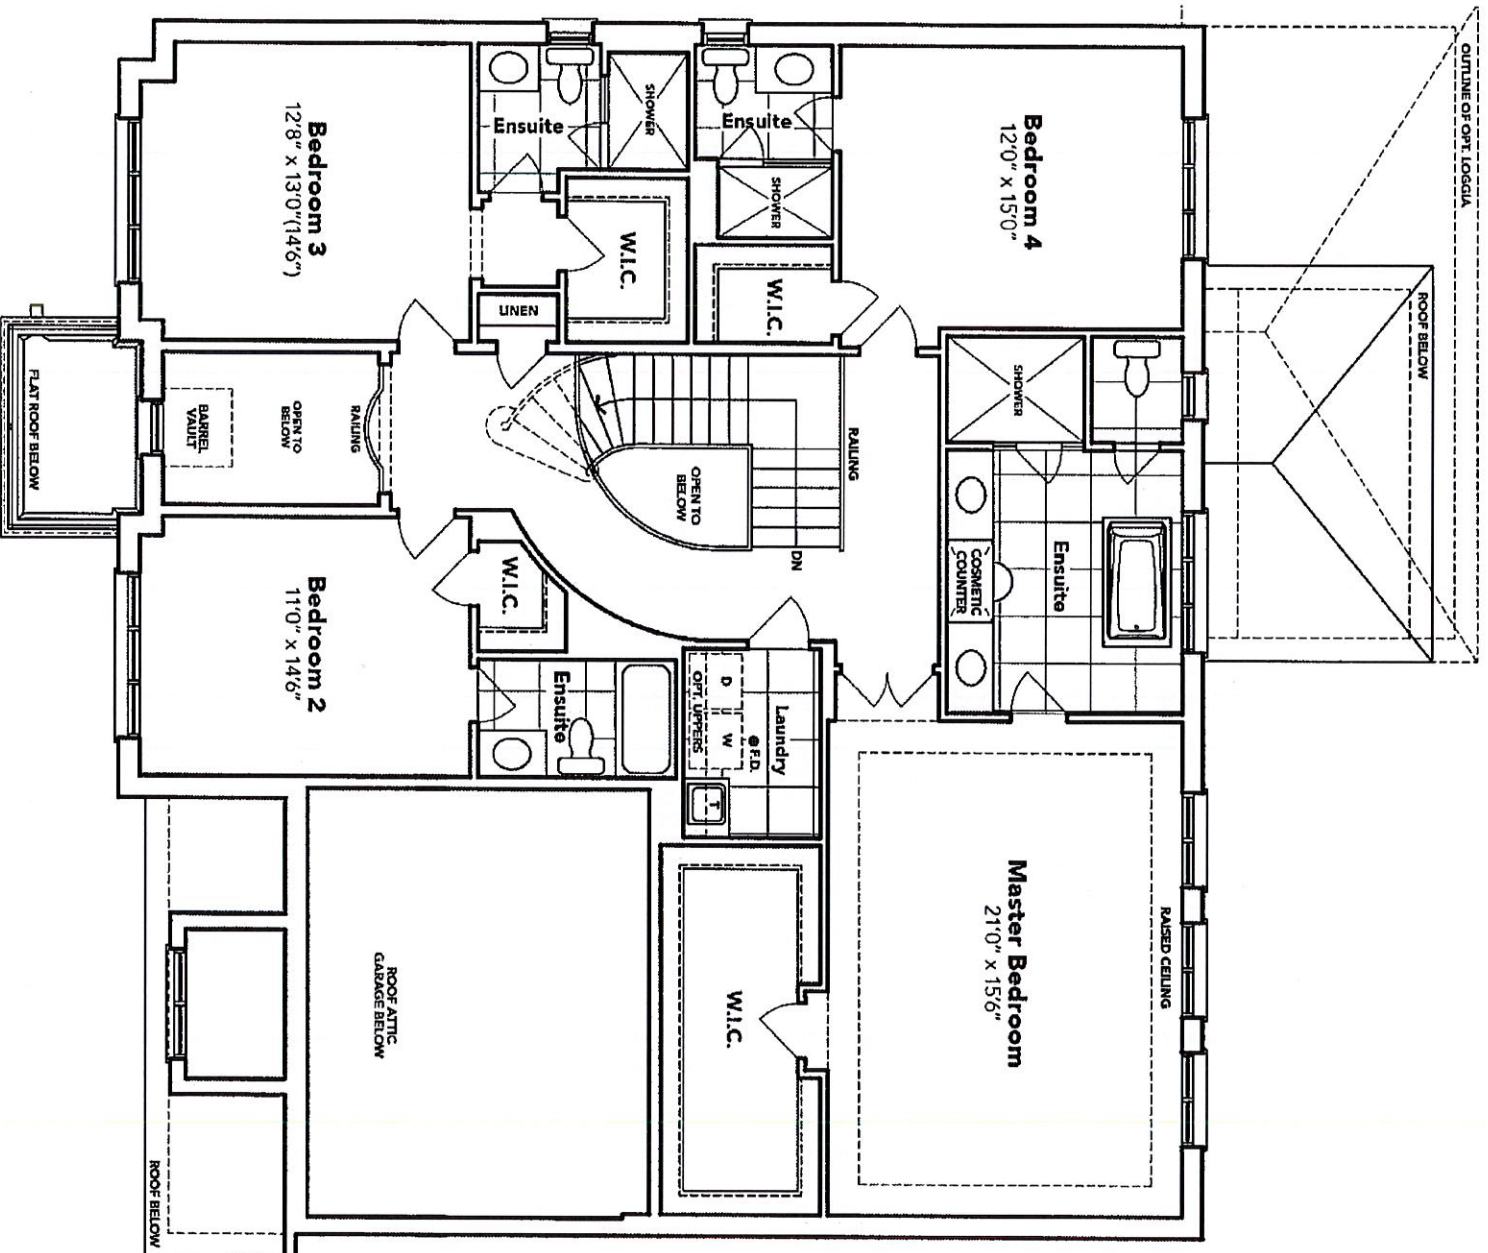 OUTLINE OF OPT. LOGGIA
ROOF BELOW
Bedroom 4
12'0" x 15'0"
Ensuite
SHOWER
W.I.C.
SHOWER
Ensuite
COSMETIC
COUNTER
RAISED CEILING
Master Bedroom
21'0" x 15'6"
W.I.C.
Laundry
F.D.
D
W
OPT. UPPERS
T
RAILING
DN
OPEN TO
BELOW
SHOWER
Ensuite
W.I.C.
LINEN
Bedroom 3
12'8" x 13'0"(14'6")
RAILING
OPEN TO
BELOW
BARREL
VAULT
FLAT ROOF BELOW
W.I.C.
Bedroom 2
11'0" x 14'6"
Ensuite
ROOF ATTIC
GARAGE BELOW
ROOF BELOW